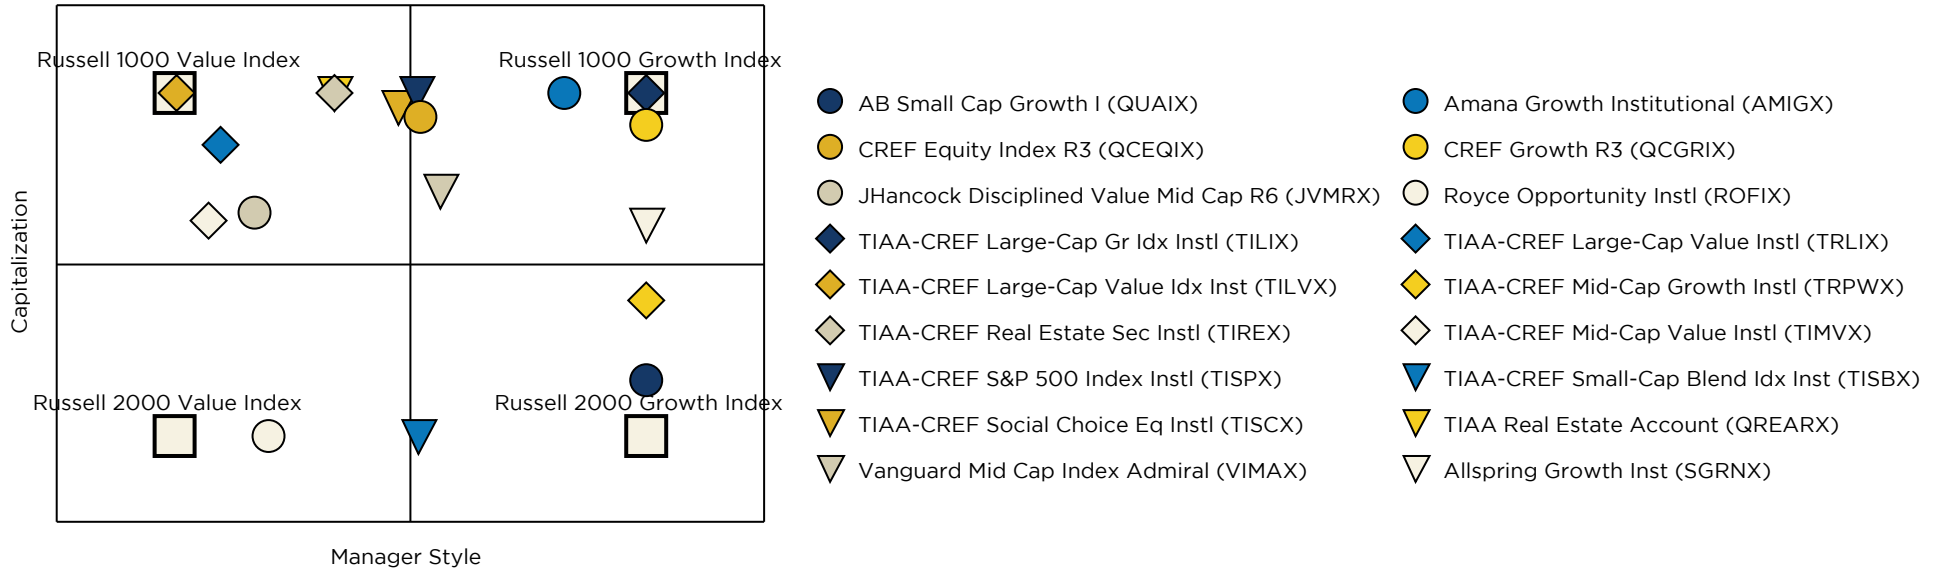 Russell 1000 Value Index
Russell 1000 Growth Index
Capitalization
Russell 2000 Value Index
Russell 2000 Growth Index
Manager Style
AB Small Cap Growth I (QUAIX)
Amana Growth Institutional (AMIGX)
CREF Equity Index R3 (QCEQIX)
CREF Growth R3 (QCGRIX)
JHancock Disciplined Value Mid Cap R6 (JVMRX)
Royce Opportunity Instl (ROFIX)
TIAA-CREF Large-Cap Gr Idx Instl (TILIX)
TIAA-CREF Large-Cap Value Instl (TRLIX)
TIAA-CREF Large-Cap Value Idx Inst (TILVX)
TIAA-CREF Mid-Cap Growth Instl (TRPWX)
TIAA-CREF Real Estate Sec Instl (TIREX)
TIAA-CREF Mid-Cap Value Instl (TIMVX)
TIAA-CREF S&P 500 Index Instl (TISPX)
TIAA-CREF Small-Cap Blend Idx Inst (TISBX)
TIAA-CREF Social Choice Eq Instl (TISCX)
TIAA Real Estate Account (QREARX)
Vanguard Mid Cap Index Admiral (VIMAX)
Allspring Growth Inst (SGRNX)